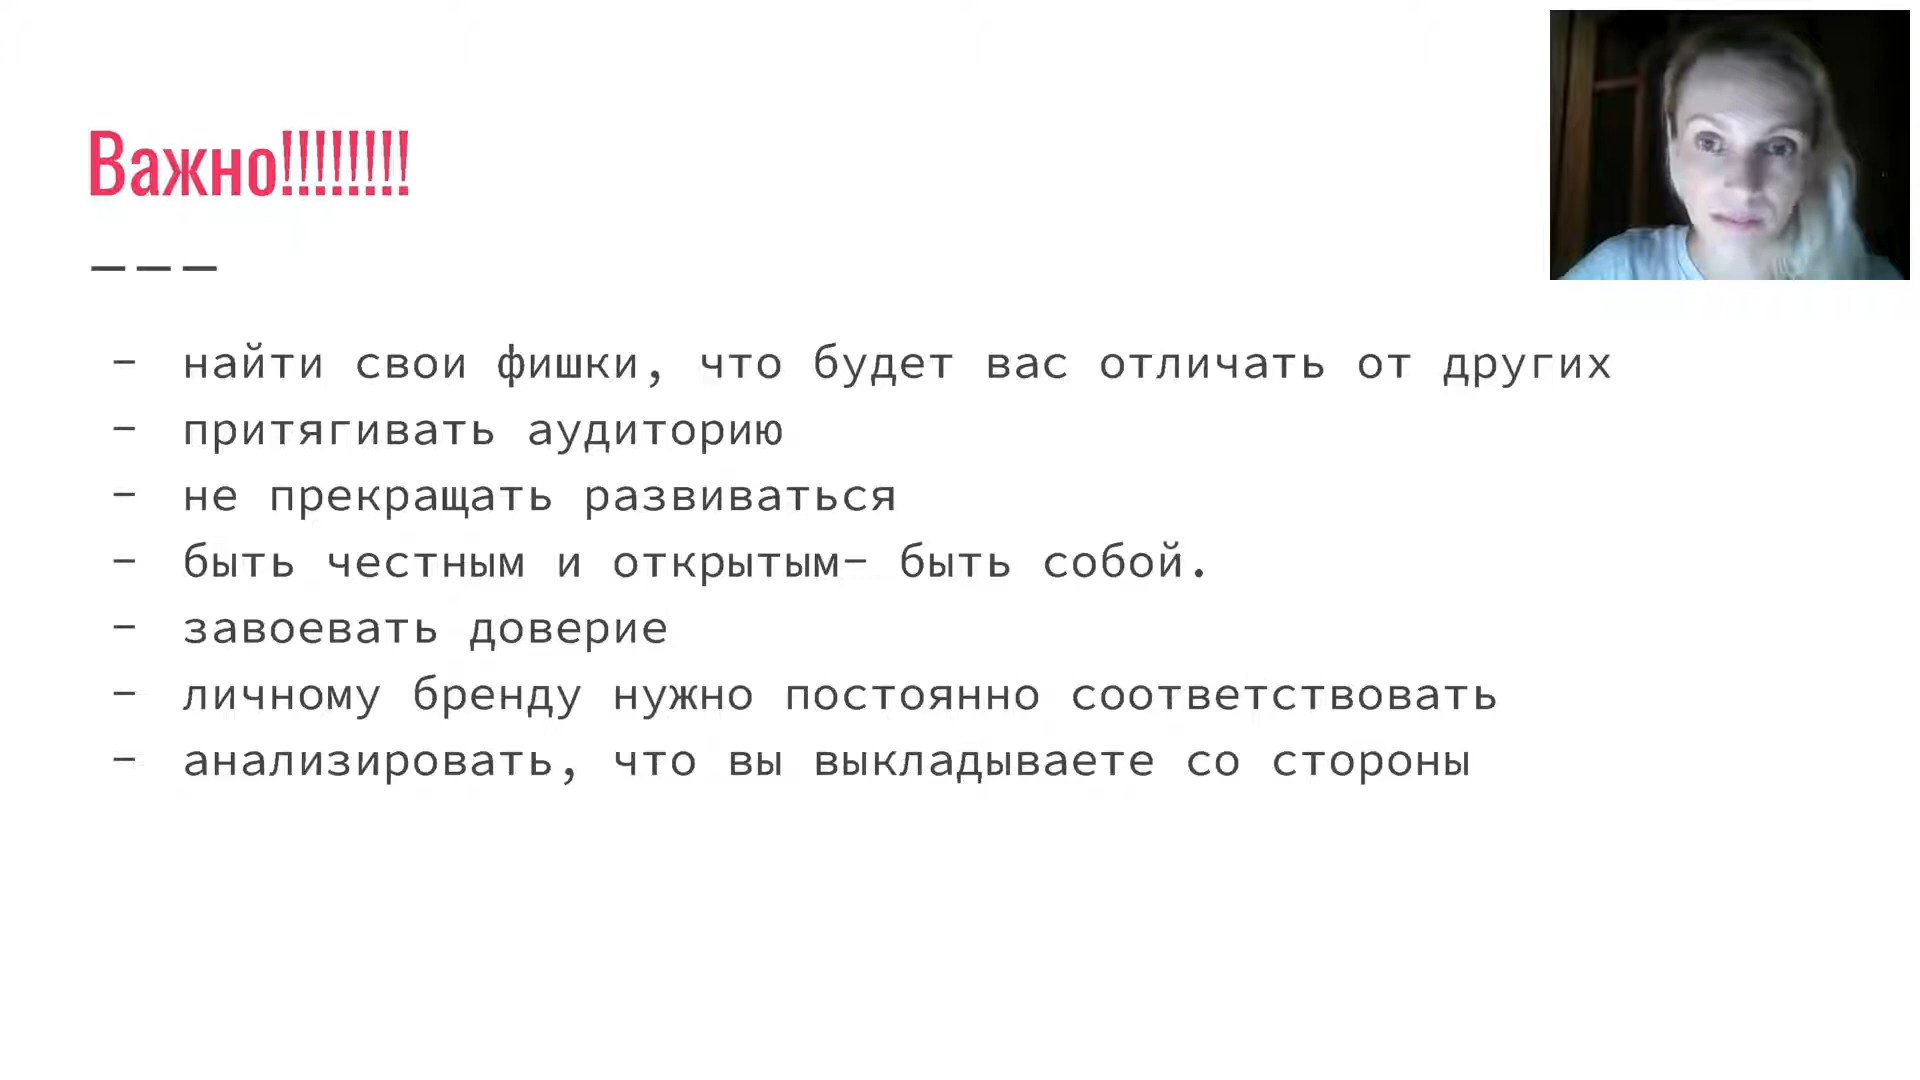 Важно!!!!!!!!
———
- найти свои фишки, что будет вас отличать от других
- притягивать аудиторию
- не прекращать развиваться
- быть честным и открытым- быть собой.
- завоевать доверие
- личному бренду нужно постоянно соответствовать
- анализировать, что вы выкладываете со стороны